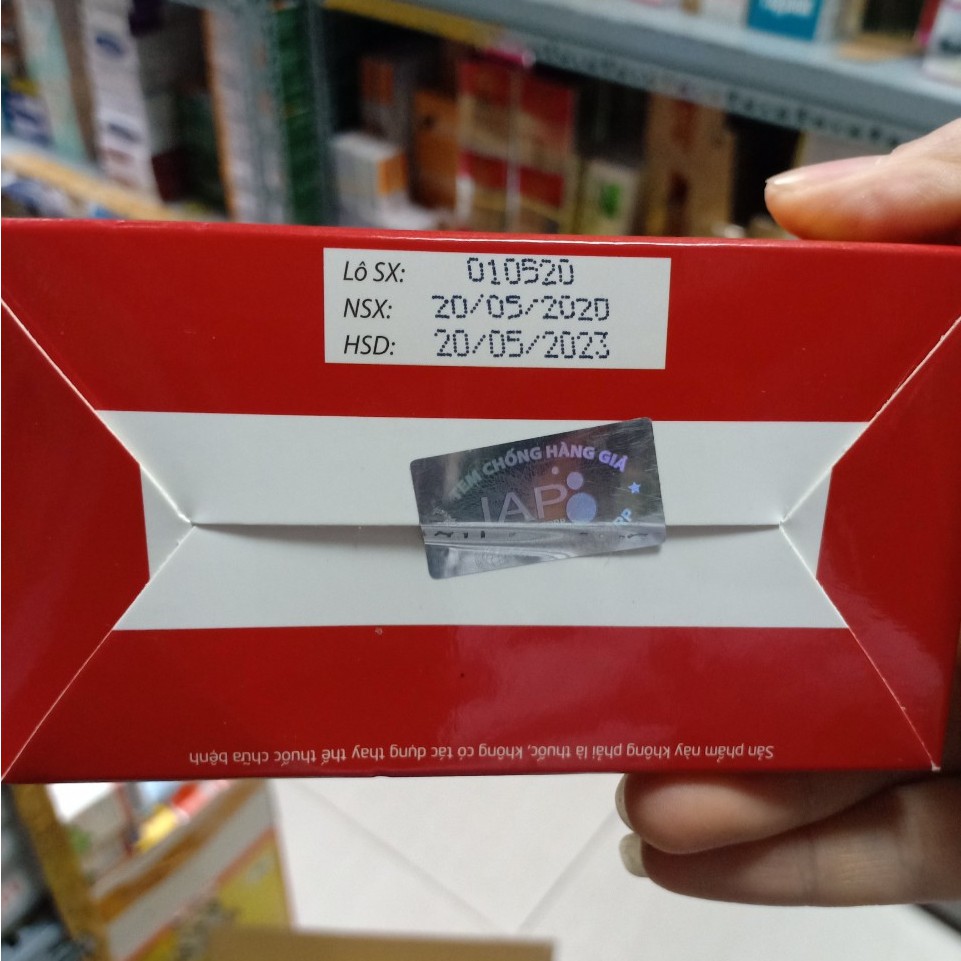 Lô SX: 010520
NSX: 20/05/2020
HSD: 20/05/2023
TEM CHỐNG HÀNG GIẢ
IAP
Sản phẩm này không phải là thuốc, không có tác dụng thay thế thuốc chữa bệnh